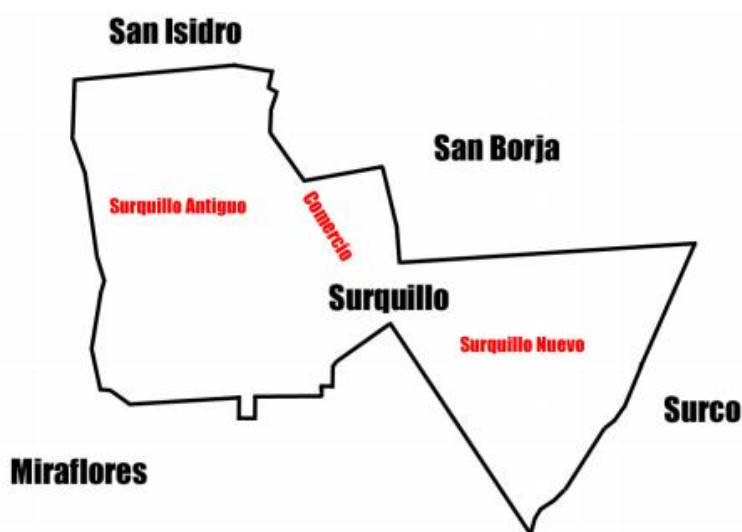 San Isidro
San Borja
Surquillo Antiguo
Comercio
Surquillo
Surquillo Nuevo
Surco
Miraflores